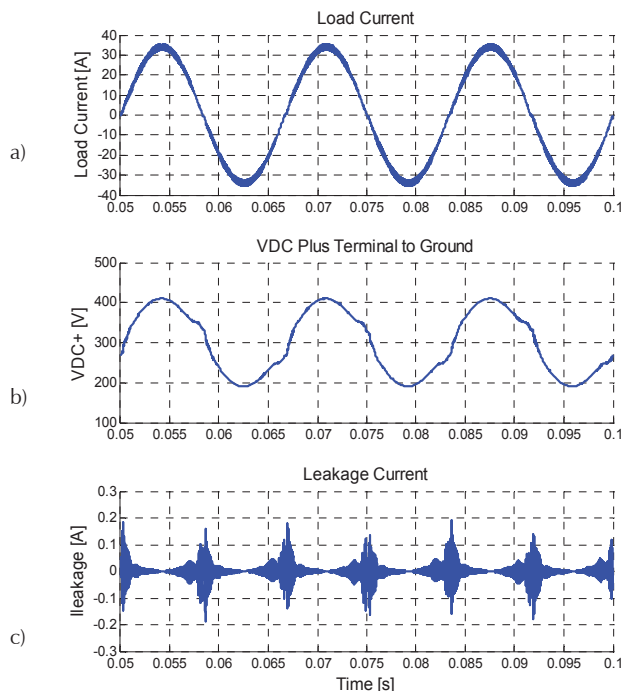 Load Current
40
30
20
10
0
-10
-20
-30
-40
Load Current [A]
a)
0.05 0.055 0.06 0.065 0.07 0.075 0.08 0.085 0.09 0.095 0.1
VDC Plus Terminal to Ground
500
400
300
200
100
VDC+ [V]
b)
0.05 0.055 0.06 0.065 0.07 0.075 0.08 0.085 0.09 0.095 0.1
Leakage Current
0.3
0.2
0.1
0
-0.1
-0.2
-0.3
Ileakage [A]
c)
0.05 0.055 0.06 0.065 0.07 0.075 0.08 0.085 0.09 0.095 0.1
Time [s]